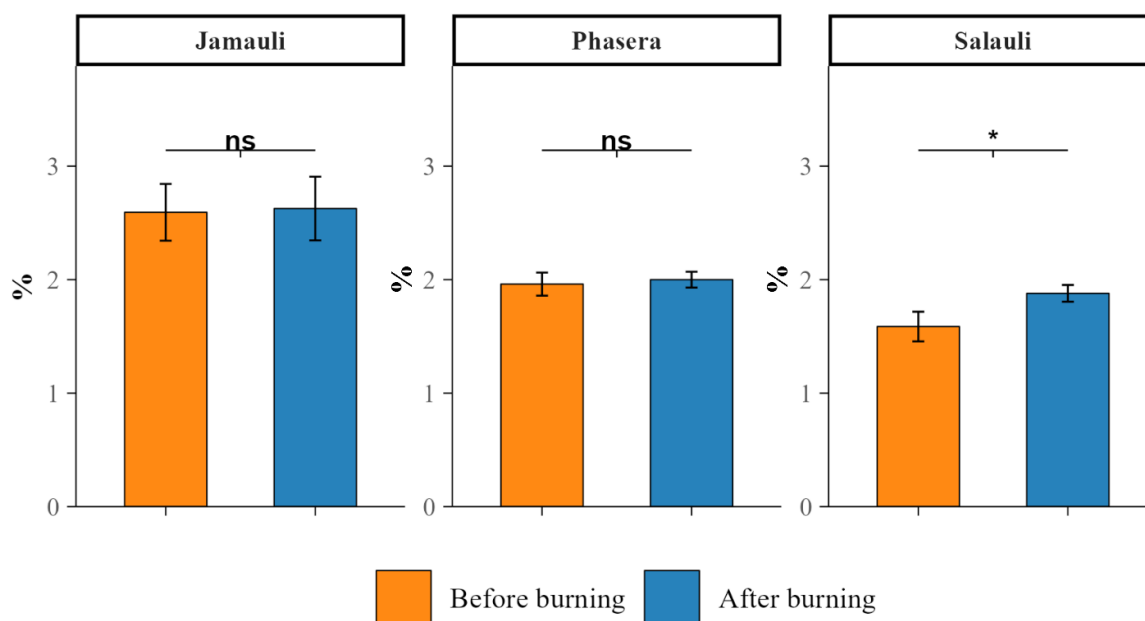 Jamauli
Phasera
Salauli
ns
ns
*
%
3
2
1
0
%
3
2
1
0
%
3
2
1
0
Before burning
After burning